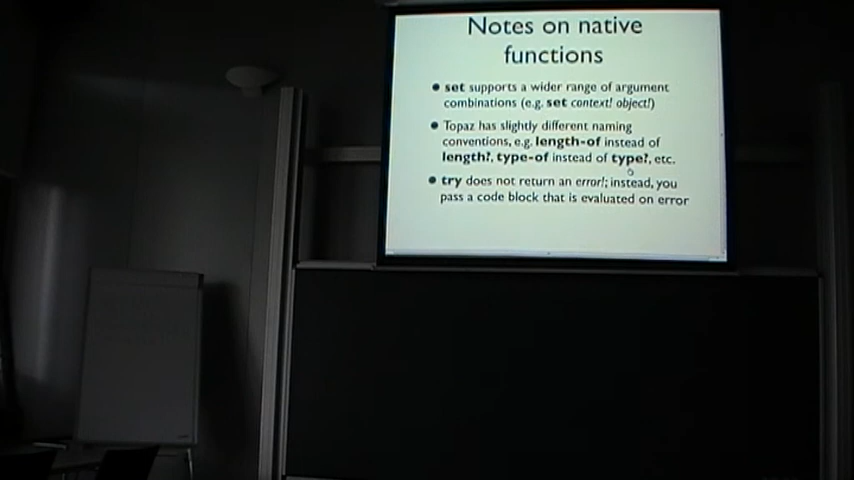 Notes on native
functions
• set supports a wider range of argument
combinations (e.g. set context! object!)
• Topaz has slightly different naming
conventions, e.g. length-of instead of
length?, type-of instead of type?, etc.
• try does not return an error!; instead, you
pass a code block that is evaluated on error